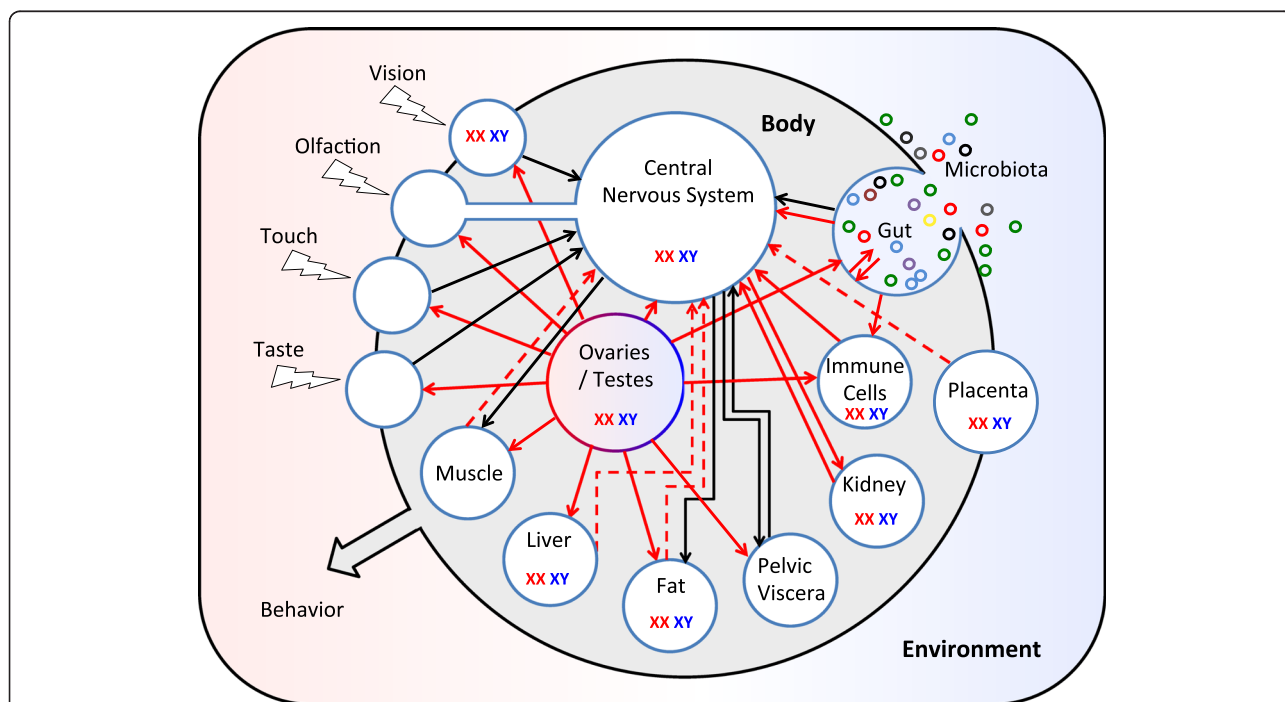 Vision
XX XY
Olfaction
Touch
Taste
Body
Central
Nervous System
XX XY
Microbiota
Gut
Ovaries
/ Testes
XX XY
Immune
Cells
XX XY
Placenta
XX XY
Muscle
Kidney
XX XY
Liver
XX XY
Fat
XX XY
Pelvic
Viscera
Behavior
Environment